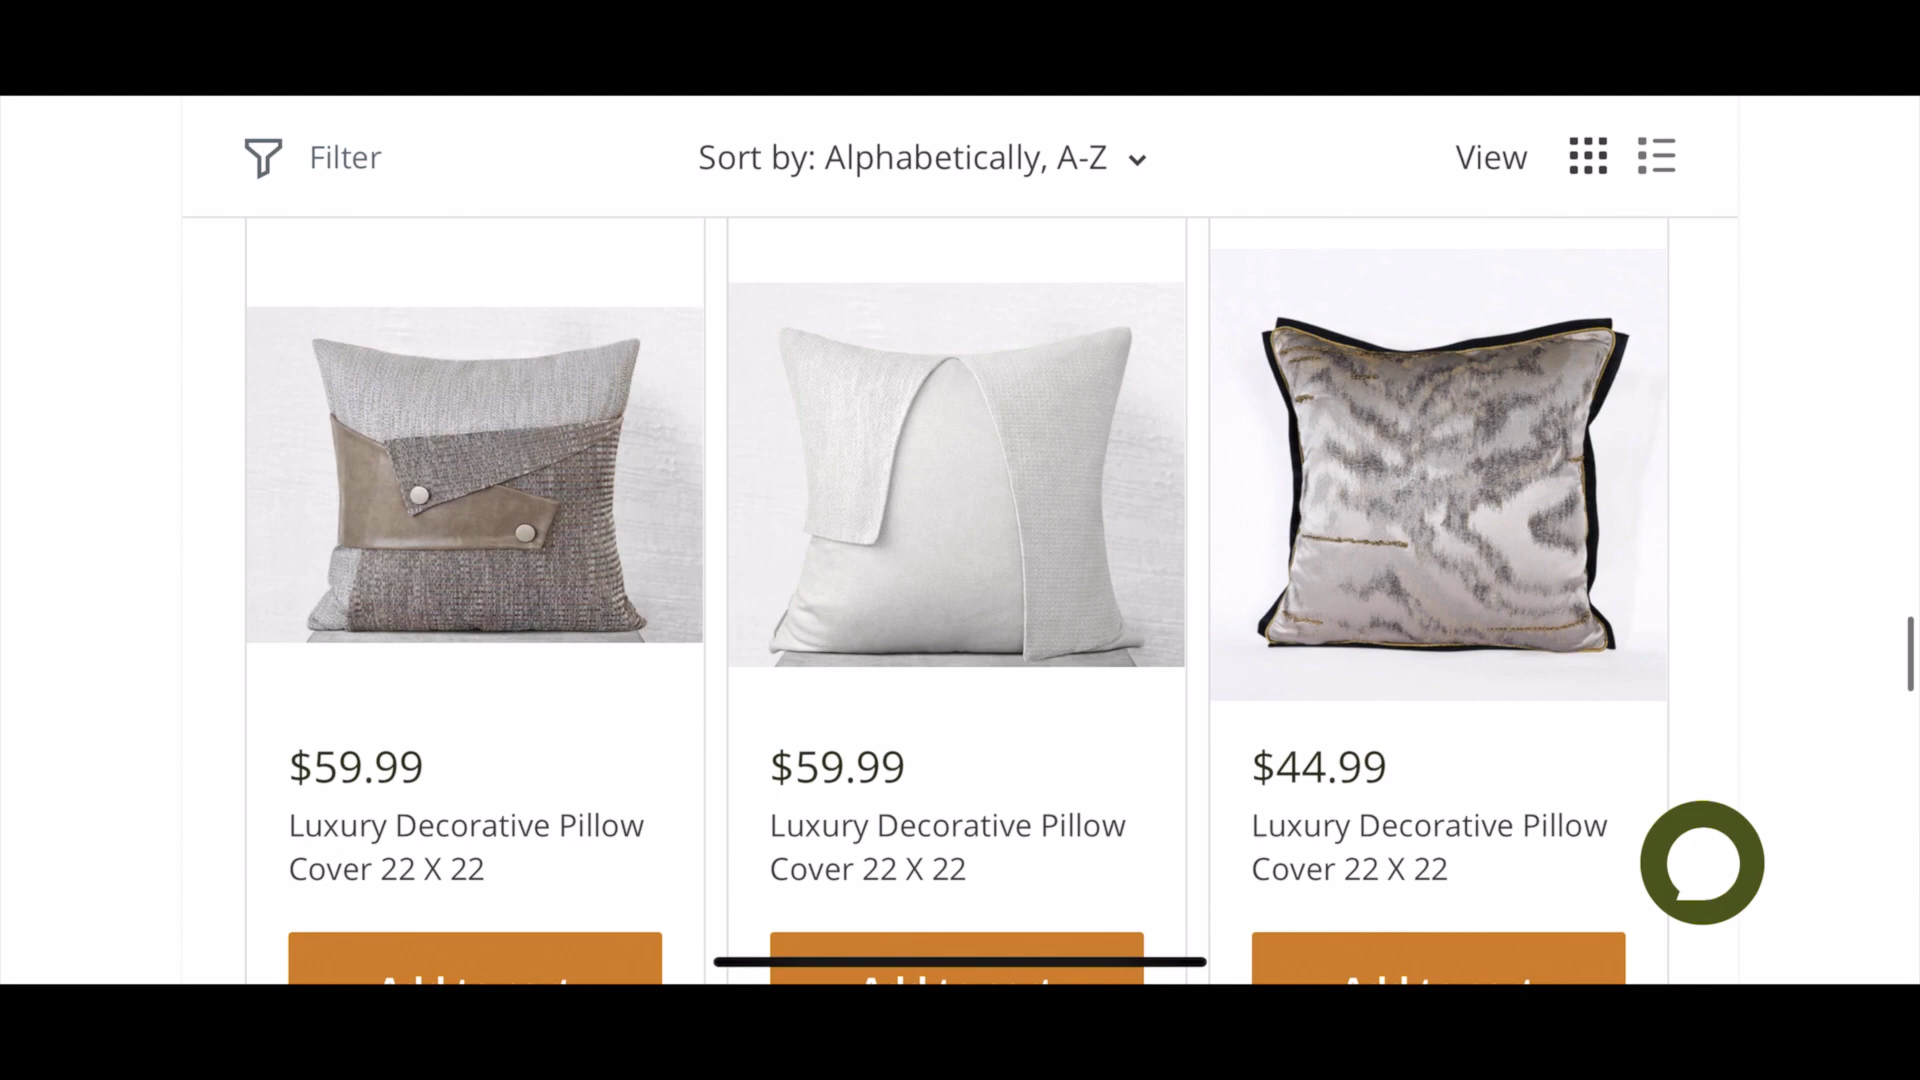 Filter
Sort by: Alphabetically, A-Z
View
$59.99
Luxury Decorative Pillow
Cover 22 X 22
$59.99
Luxury Decorative Pillow
Cover 22 X 22
$44.99
Luxury Decorative Pillow
Cover 22 X 22